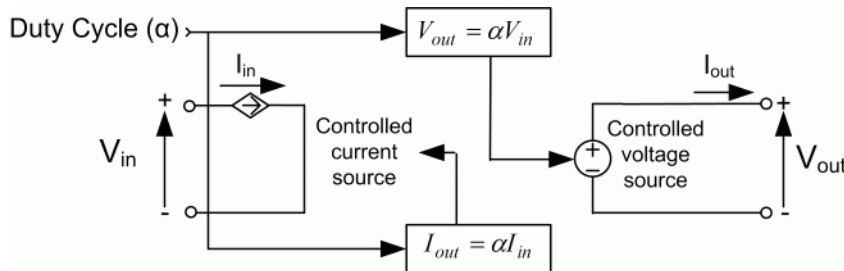 Duty Cycle (α)
V_out = αV_in
I_in
I_out
+
+
V_in
Controlled
current
source
+
−
Controlled
voltage
source
V_out
-
-
I_out = αI_in